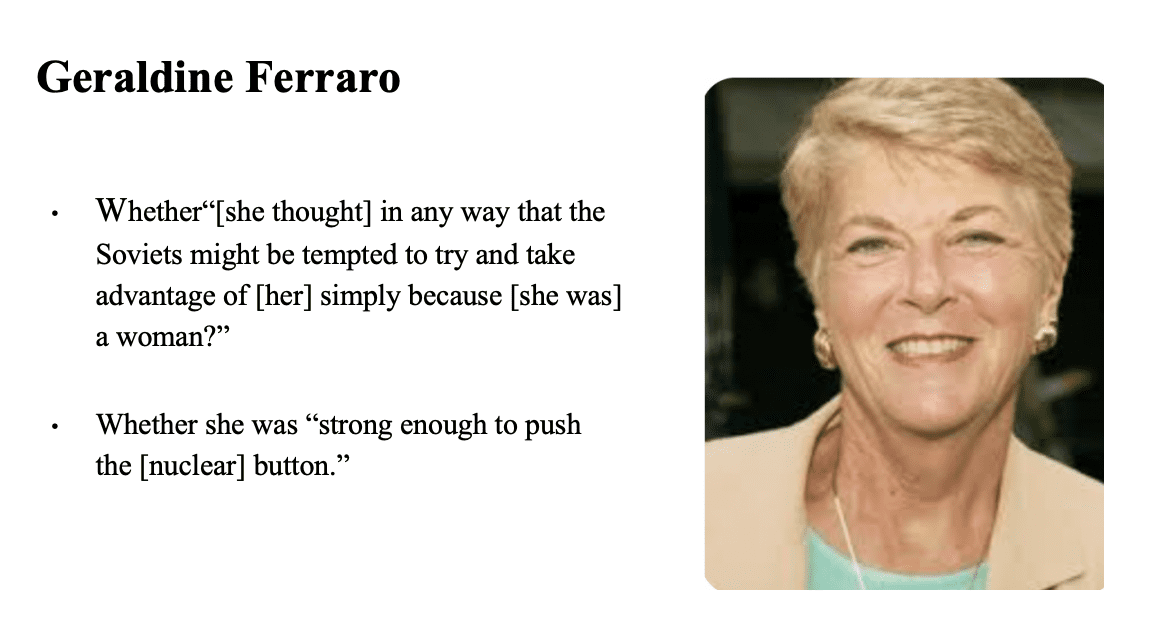 Geraldine Ferraro
• Whether“[she thought] in any way that the
Soviets might be tempted to try and take
advantage of [her] simply because [she was]
a woman?”
• Whether she was “strong enough to push
the [nuclear] button.”